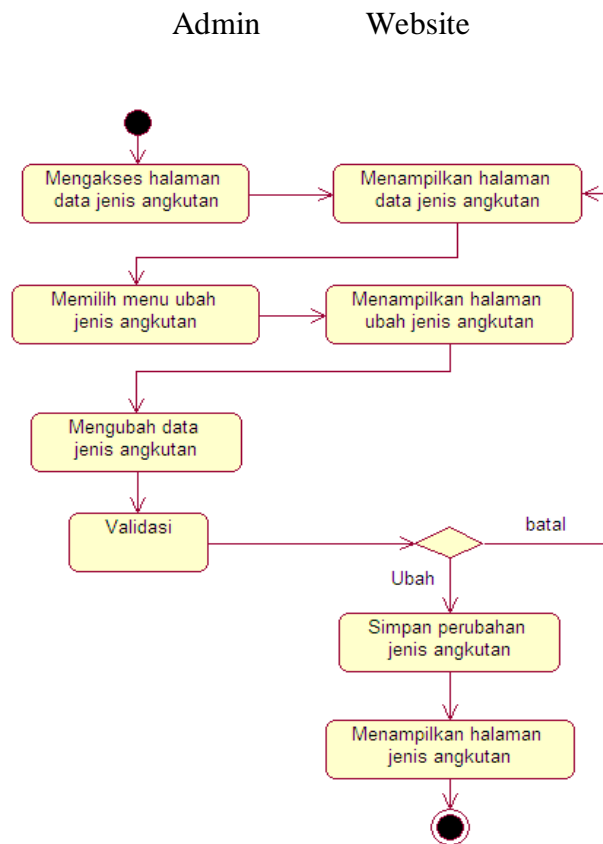 Admin Website
Mengakses halaman
data jenis angkutan
Menampilkan halaman
data jenis angkutan
Memilih menu ubah
jenis angkutan
Menampilkan halaman
ubah jenis angkutan
Mengubah data
jenis angkutan
Validasi
batal
Ubah
Simpan perubahan
jenis angkutan
Menampilkan halaman
jenis angkutan